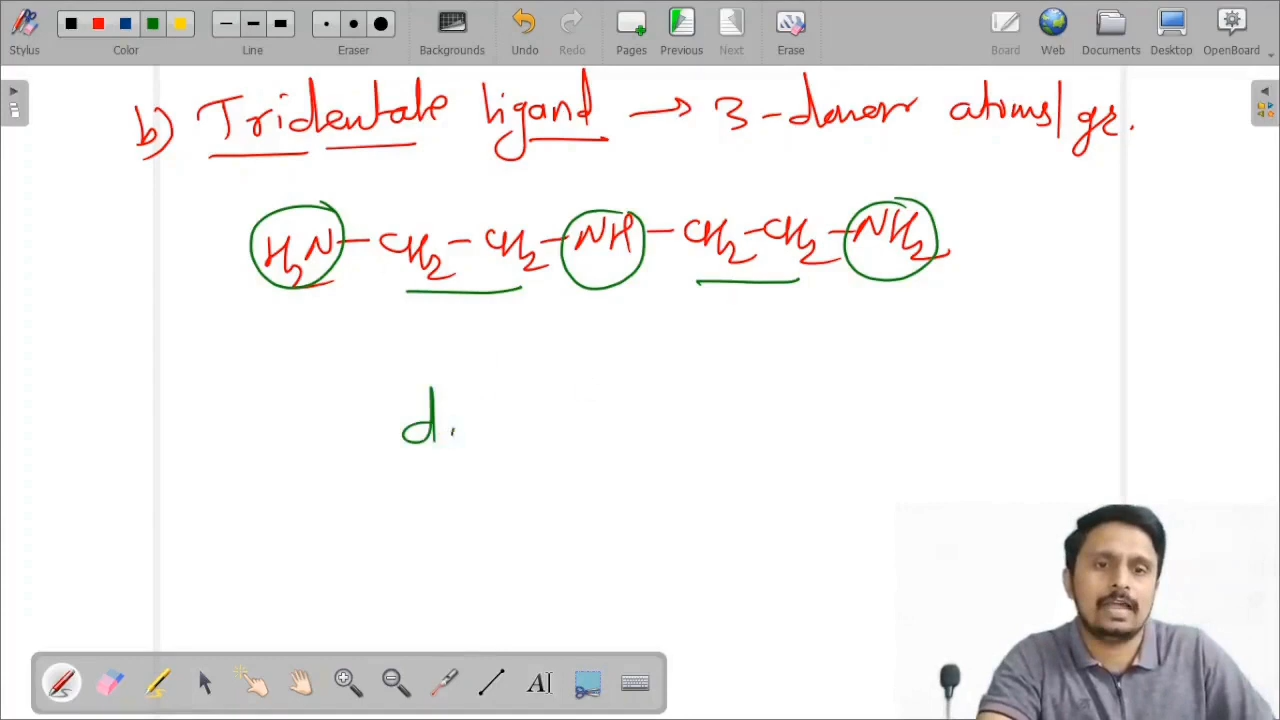 Stylus Color Line Eraser Backgrounds Undo Redo Pages Previous Next Erase Board Web Documents Desktop OpenBoard
b) Tridentate ligand → 3-donor atoms/gr.
H₂N-CH₂-CH₂-NH-CH₂-CH₂-NH₂
d.
AI